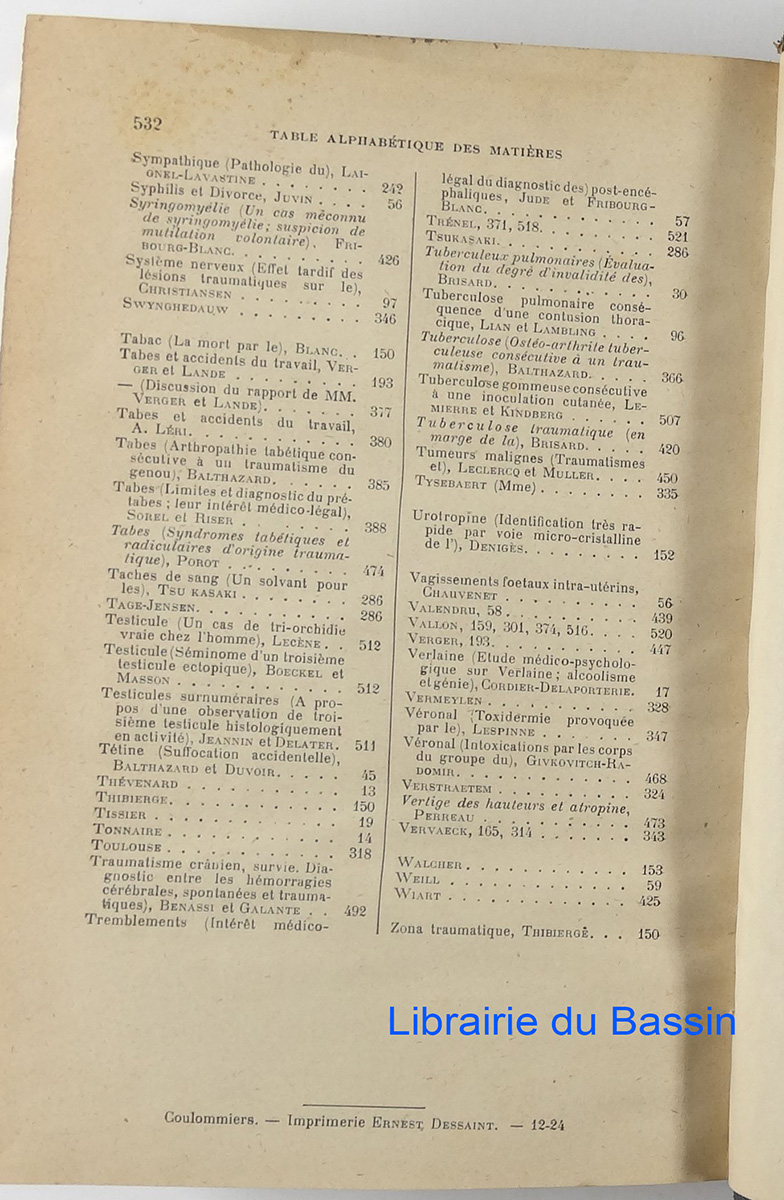 532
TABLE ALPHABÉTIQUE DES MATIÈRES
Sympathique (Pathologie du), LAI-
GNEL-LAVASTINE . . . . . . . . 242
Syphilis et Divorce, JUVIN . . . . 56
Syringomyélie (Un cas méconnu
de syringomyélie; suspicion de
mutilation volontaire), FRI-
BOURG-BLANC. . . . . . . . . . 426
Système nerveux (Effet tardif des
lésions traumatiques sur le),
CHRISTIANSEN . . . . . . . . . 97
SWYNGHEDAUW . . . . . . . . . 346
Tabac (La mort par le), BLANC. . . 150
Tabes et accidents du travail, VER-
GER et LANDE . . . . . . . . . 193
— (Discussion du rapport de MM.
VERGER et LANDE). . . . . . . . 377
Tabes et accidents du travail,
A. LÉRI. . . . . . . . . . . . 380
Tabes (Arthropathie tabétique con-
sécutive à un traumatisme du
genou), BALTHAZARD. . . . . . . 385
Tabes (Limites et diagnostic du pré-
tabes; leur intérêt médico-légal),
SOREL et RISER . . . . . . . . 388
Tabes (Syndromes tabétiques et
radiculaires d'origine trauma-
tique), POROT . . . . . . . . . 474
Taches de sang (Un solvant pour
les), TSU KASAKI . . . . . . . . 286
TAGE-JENSEN. . . . . . . . . . 286
Testicule (Un cas de tri-orchidie
vraie chez l'homme), LECÈNE. . . 512
Testicule (Séminome d'un troisième
testicule ectopique), BOECKEL et
MASSON . . . . . . . . . . . . 512
Testicules surnuméraires (A pro-
pos d'une observation de troi-
sième testicule histologiquement
en activité), JEANNIN et DELATER. 511
Tétine (Suffocation accidentelle),
BALTHAZARD et DUVOIR. . . . . . 45
THÉVENARD . . . . . . . . . . . 13
THIBIERGE. . . . . . . . . . . . 150
TISSIER . . . . . . . . . . . . 19
TONNAIRE . . . . . . . . . . . . 14
TOULOUSE . . . . . . . . . . . . 318
Traumatisme crânien, survie. Dia-
gnostic entre les hémorragies
cérébrales, spontanées et trauma-
tiques), BENASSI et GALANTE . . 492
Tremblements (Intérêt médico-
légal du diagnostic des) post-encé-
phaliques, JUDE et FRIBOURG-
BLANC. . . . . . . . . . . . . 57
TRÉNEL, 371, 518. . . . . . . . 521
TSUKASAKI. . . . . . . . . . . 286
Tuberculeux pulmonaires (Évalua-
tion du degré d'invalidité des),
BRISARD. . . . . . . . . . . . 30
Tuberculose pulmonaire consé-
quence d'une contusion thora-
cique, LIAN et LAMBLING . . . . 96
Tuberculose (Ostéo-arthrite tuber-
culeuse consécutive à un trau-
matisme), BALTHAZARD. . . . . . 366
Tuberculose gommeuse consécutive
à une inoculation cutanée, LE-
MIERRE et KINDBERG . . . . . . 507
Tuberculose traumatique (en
marge de la), BRISARD. . . . . . 420
Tumeurs malignes (Traumatismes
et), LECLERCQ et MULLER. . . . . 450
TYSEBAERT (Mme) . . . . . . . . 335
Urotropine (Identification très ra-
pide par voie micro-cristalline
de l'), DENIGÈS. . . . . . . . . 152
Vagissements foetaux intra-utérins,
CHAUVENET . . . . . . . . . . . 56
VALENDRU, 58 . . . . . . . . . . 439
VALLON, 159, 301, 374, 516. . . . 520
VERGER, 193. . . . . . . . . . . 447
Verlaine (Etude médico-psycholo-
gique sur Verlaine; alcoolisme
et génie), CORDIER-DELAPORTERIE. 17
VERMEYLEN . . . . . . . . . . . 328
Véronal (Toxidermie provoquée
par le), LESPINNE . . . . . . . 347
Véronal (Intoxications par les corps
du groupe du), GIVKOVITCH-RA-
DOMIR. . . . . . . . . . . . . 468
VERSTRAETEM . . . . . . . . . . 324
Vertige des hauteurs et atropine,
PERREAU . . . . . . . . . . . . 473
VERVAECK, 165, 314 . . . . . . . 343
WALCHER. . . . . . . . . . . . 153
WEILL . . . . . . . . . . . . . 59
WIART . . . . . . . . . . . . . 425
Zona traumatique, THIBIERGE. . . 150
Librairie du Bassin
Coulommiers. — Imprimerie ERNEST DESSAINT. — 12-24